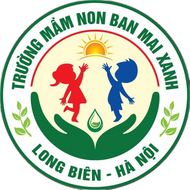 TRƯỜNG MẦM NON BAN MAI XANH
LONG BIÊN - HÀ NỘI